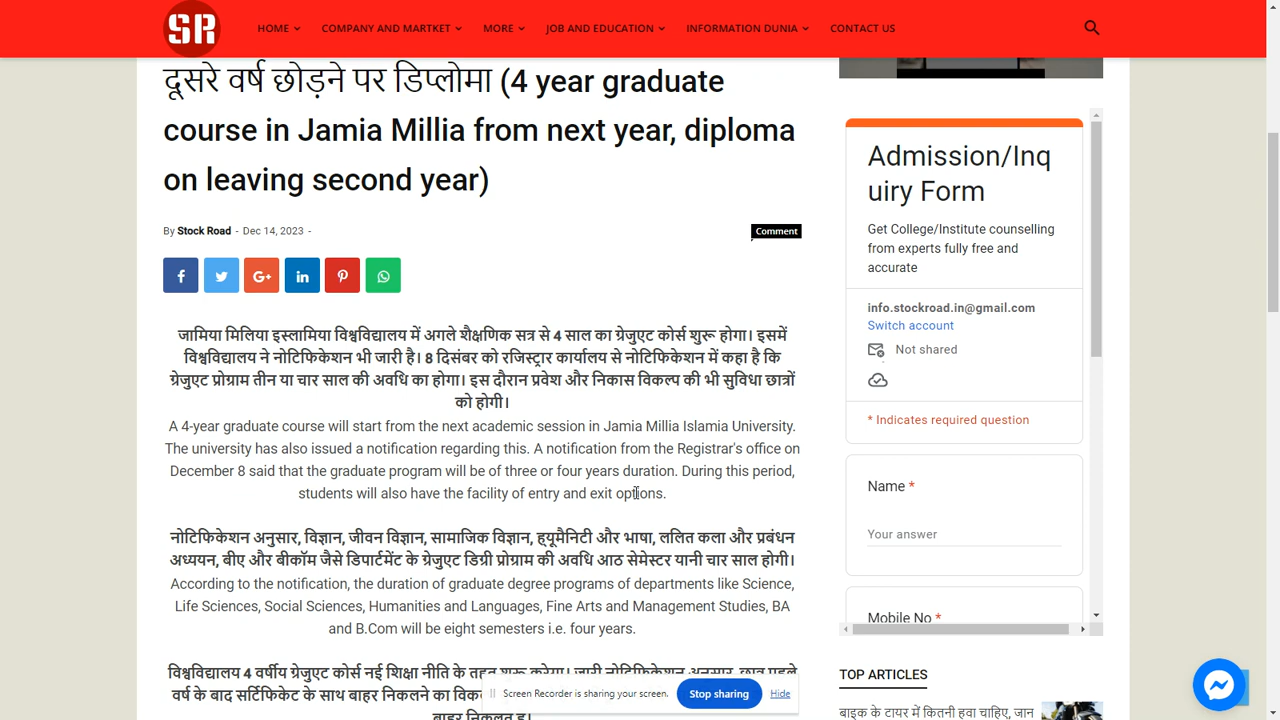 SR
HOME
COMPANY AND MARTKET
MORE
JOB AND EDUCATION
INFORMATION DUNIA
CONTACT US
दूसरे वर्ष छोड़ने पर डिप्लोमा (4 year graduate
course in Jamia Millia from next year, diploma
on leaving second year)
By Stock Road - Dec 14, 2023 -
Comment
जामिया मिलिया इस्लामिया विश्वविद्यालय में अगले शैक्षणिक सत्र से 4 साल का ग्रेजुएट कोर्स शुरू होगा। इसमें
विश्वविद्यालय ने नोटिफिकेशन भी जारी है। 8 दिसंबर को रजिस्ट्रार कार्यालय से नोटिफिकेशन में कहा है कि
ग्रेजुएट प्रोग्राम तीन या चार साल की अवधि का होगा। इस दौरान प्रवेश और निकास विकल्प की भी सुविधा छात्रों
को होगी।
A 4-year graduate course will start from the next academic session in Jamia Millia Islamia University.
The university has also issued a notification regarding this. A notification from the Registrar's office on
December 8 said that the graduate program will be of three or four years duration. During this period,
students will also have the facility of entry and exit options.
नोटिफिकेशन अनुसार, विज्ञान, जीवन विज्ञान, सामाजिक विज्ञान, ह्यूमैनिटी और भाषा, ललित कला और प्रबंधन
अध्ययन, बीए और बीकॉम जैसे डिपार्टमेंट के ग्रेजुएट डिग्री प्रोग्राम की अवधि आठ सेमेस्टर यानी चार साल होगी।
According to the notification, the duration of graduate degree programs of departments like Science,
Life Sciences, Social Sciences, Humanities and Languages, Fine Arts and Management Studies, BA
and B.Com will be eight semesters i.e. four years.
विश्वविद्यालय 4 वर्षीय ग्रेजुएट कोर्स नई शिक्षा नीति के तहत शुरू करेगा। जारी नोटिफिकेशन अनुसार, छात्र पहले
वर्ष के बाद सर्टिफिकेट के साथ बाहर निकलने का
Screen Recorder is sharing your screen.
Stop sharing
Hide
Admission/Inq
uiry Form
Get College/Institute counselling
from experts fully free and
accurate
info.stockroad.in@gmail.com
Switch account
Not shared
* Indicates required question
Name *
Your answer
Mobile No *
TOP ARTICLES
बाइक के टायर में कितनी हवा चाहिए, जान